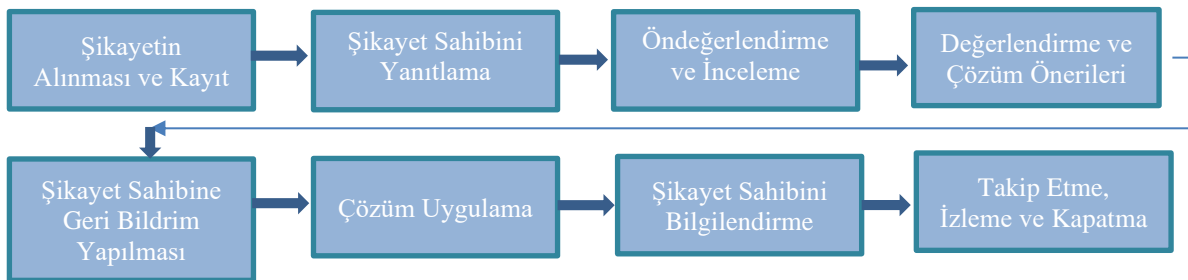 Şikayetin
Alınması ve Kayıt
Şikayet Sahibini
Yanıtlama
Öndeğerlendirme
ve İnceleme
Değerlendirme ve
Çözüm Önerileri
Şikayet Sahibine
Geri Bildrim
Yapılması
Çözüm Uygulama
Şikayet Sahibini
Bilgilendirme
Takip Etme,
İzleme ve Kapatma